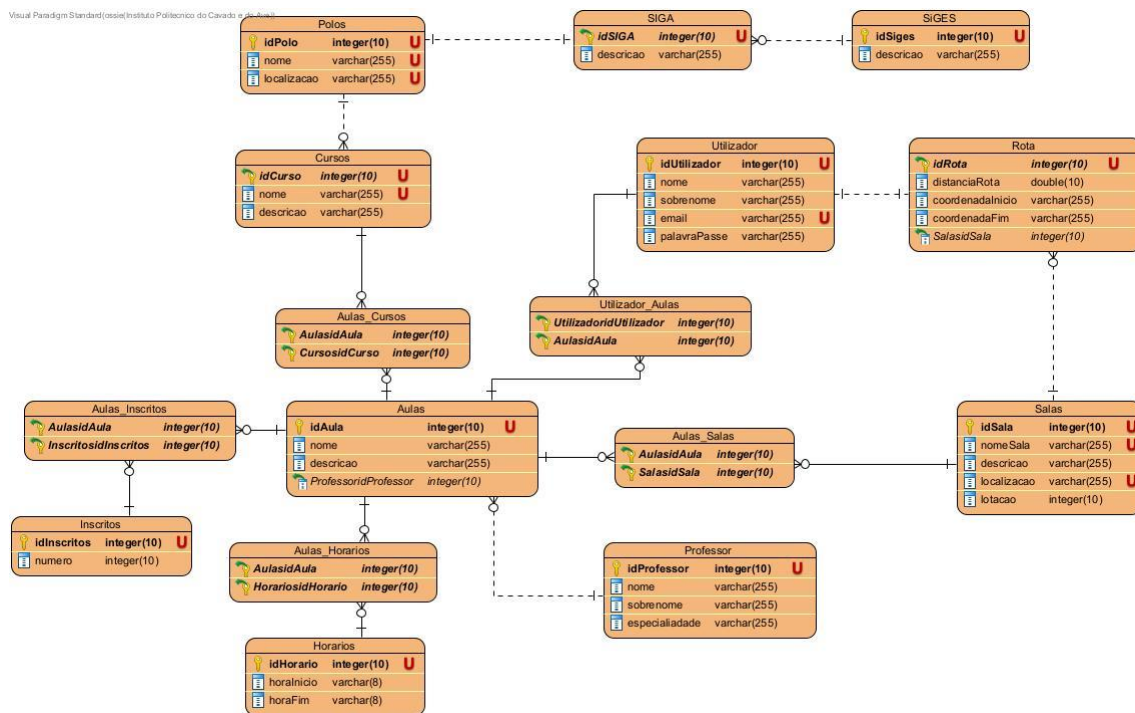 Visual Paradigm Standard(ossie(Instituto Politecnico do Cavado e do Ave))
Polos
idPolo integer(10) U
nome varchar(255) U
localizacao varchar(255) U
SIGA
idSIGA integer(10) U
descricao varchar(255)
SiGES
idSiges integer(10) U
descricao varchar(255)
Cursos
idCurso integer(10) U
nome varchar(255) U
descricao varchar(255)
Utilizador
idUtilizador integer(10) U
nome varchar(255)
sobrenome varchar(255)
email varchar(255) U
palavraPasse varchar(255)
Rota
idRota integer(10) U
distanciaRota double(10)
coordenadaInicio varchar(255)
coordenadaFim varchar(255)
SalasidSala integer(10)
Aulas_Cursos
AulasidAula integer(10)
CursosidCurso integer(10)
Utilizador_Aulas
UtilizadoridUtilizador integer(10)
AulasidAula integer(10)
Aulas_Inscritos
AulasidAula integer(10)
InscritosidInscritos integer(10)
Aulas
idAula integer(10) U
nome varchar(255)
descricao varchar(255)
ProfessoridProfessor integer(10)
Aulas_Salas
AulasidAula integer(10)
SalasidSala integer(10)
Salas
idSala integer(10) U
nomeSala varchar(255) U
descricao varchar(255)
localizacao varchar(255) U
lotacao integer(10)
Inscritos
idInscritos integer(10) U
numero integer(10)
Aulas_Horarios
AulasidAula integer(10)
HorariosidHorario integer(10)
Professor
idProfessor integer(10) U
nome varchar(255)
sobrenome varchar(255)
especialiadade varchar(255)
Horarios
idHorario integer(10) U
horaInicio varchar(8)
horaFim varchar(8)